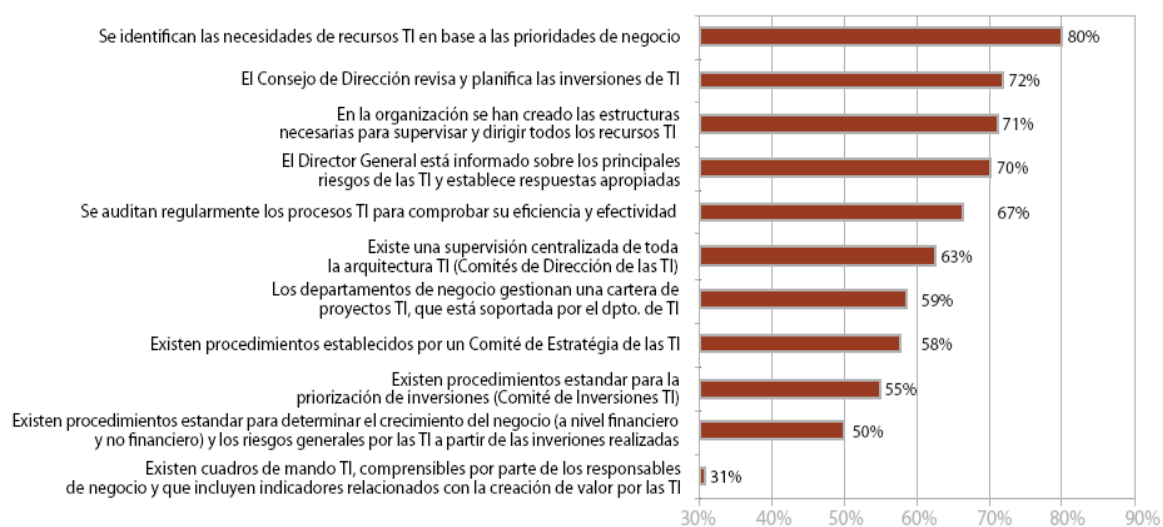 Se identifican las necesidades de recursos TI en base a las prioridades de negocio
80%
El Consejo de Dirección revisa y planifica las inversiones de TI
72%
En la organización se han creado las estructuras
necesarias para supervisar y dirigir todos los recursos TI
71%
El Director General está informado sobre los principales
riesgos de las TI y establece respuestas apropiadas
70%
Se auditan regularmente los procesos TI para comprobar su eficiencia y efectividad
67%
Existe una supervisión centralizada de toda
la arquitectura TI (Comités de Dirección de las TI)
63%
Los departamentos de negocio gestionan una cartera de
proyectos TI, que está soportada por el dpto. de TI
59%
Existen procedimientos establecidos por un Comité de Estratégia de las TI
58%
Existen procedimientos estandar para la
priorización de inversiones (Comité de Inversiones TI)
55%
Existen procedimientos estandar para determinar el crecimiento del negocio (a nivel financiero
y no financiero) y los riesgos generales por las TI a partir de las inveriones realizadas
50%
Existen cuadros de mando TI, comprensibles por parte de los responsables
de negocio y que incluyen indicadores relacionados con la creación de valor por las TI
31%
30% 40% 50% 60% 70% 80% 90%